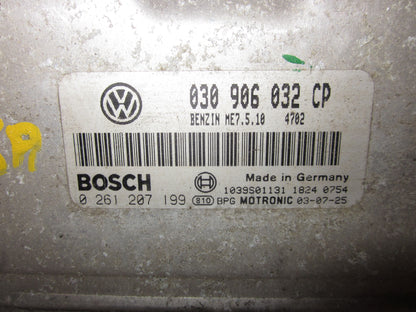 030 906 032 CP
BENZIN ME7.5.10 4702
BOSCH Made in Germany
1039S01131 1824 0754
0 261 207 199 810 BPG MOTRONIC 03-07-25